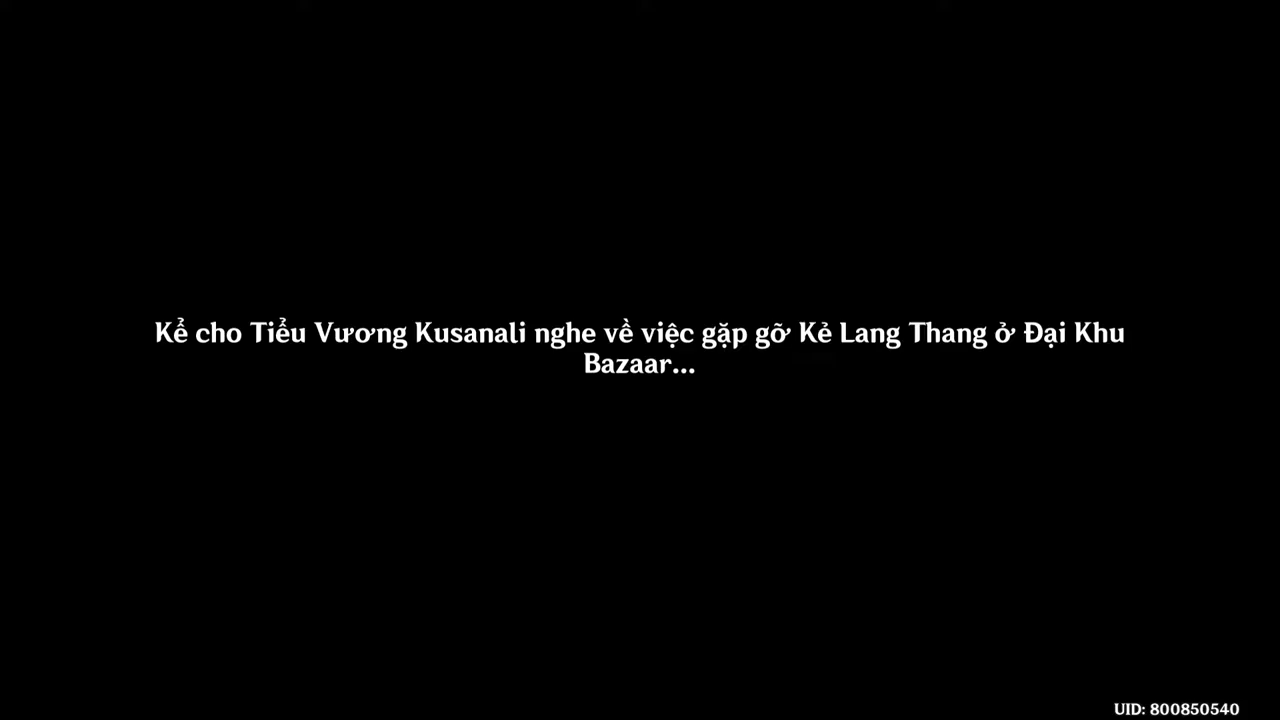 Kể cho Tiểu Vương Kusanali nghe về việc gặp gỡ Kẻ Lang Thang ở Đại Khu
Bazaar...
UID: 800850540